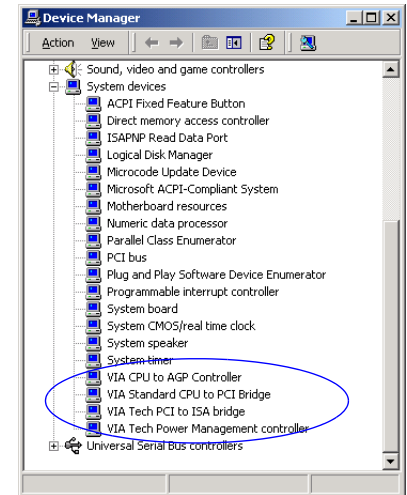 Device Manager
Action View
Sound, video and game controllers
System devices
ACPI Fixed Feature Button
Direct memory access controller
ISAPNP Read Data Port
Logical Disk Manager
Microcode Update Device
Microsoft ACPI-Compliant System
Motherboard resources
Numeric data processor
Parallel Class Enumerator
PCI bus
Plug and Play Software Device Enumerator
Programmable interrupt controller
System board
System CMOS/real time clock
System speaker
System timer
VIA CPU to AGP Controller
VIA Standard CPU to PCI Bridge
VIA Tech PCI to ISA bridge
VIA Tech Power Management controller
Universal Serial Bus controllers